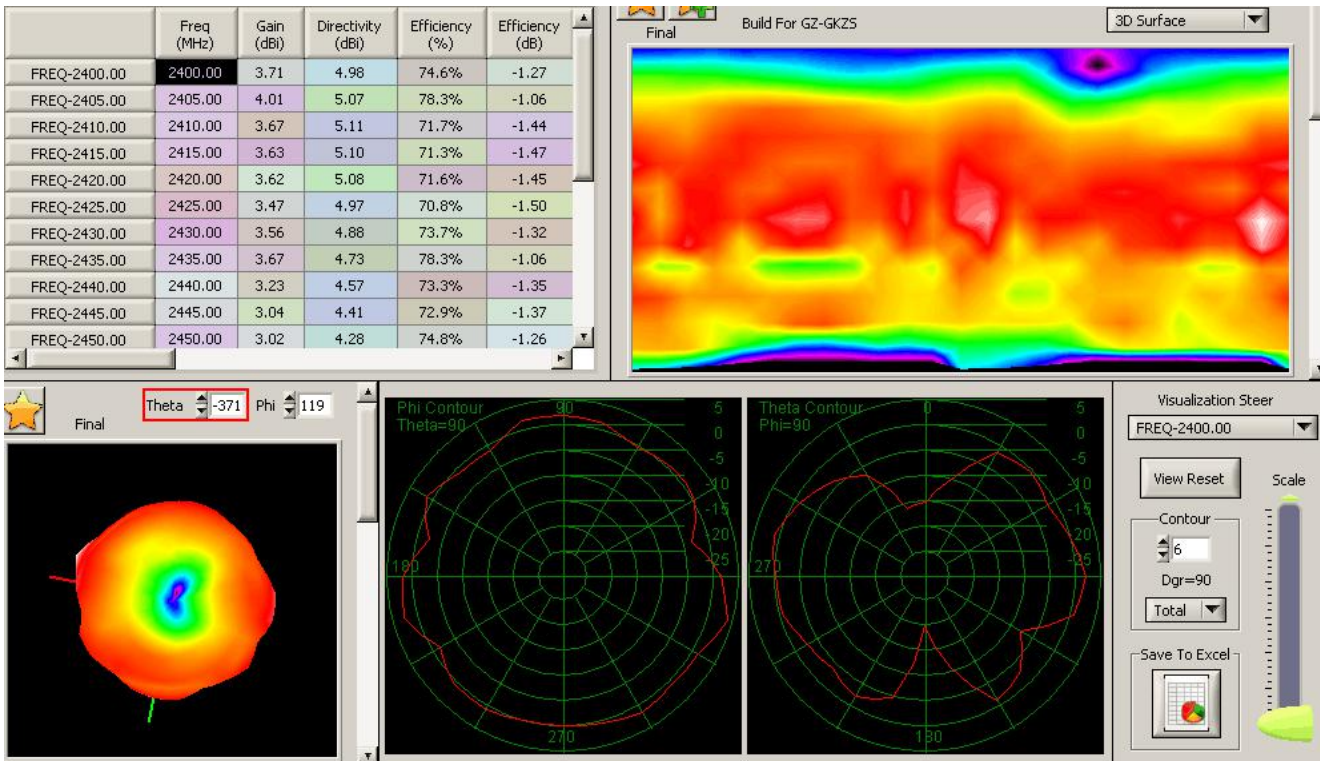 Freq (MHz) Gain (dBi) Directivity (dBi) Efficiency (%) Efficiency (dB)
FREQ-2400.00 2400.00 3.71 4.98 74.6% -1.27
FREQ-2405.00 2405.00 4.01 5.07 78.3% -1.06
FREQ-2410.00 2410.00 3.67 5.11 71.7% -1.44
FREQ-2415.00 2415.00 3.63 5.10 71.3% -1.47
FREQ-2420.00 2420.00 3.62 5.08 71.6% -1.45
FREQ-2425.00 2425.00 3.47 4.97 70.8% -1.50
FREQ-2430.00 2430.00 3.56 4.88 73.7% -1.32
FREQ-2435.00 2435.00 3.67 4.73 78.3% -1.06
FREQ-2440.00 2440.00 3.23 4.57 73.3% -1.35
FREQ-2445.00 2445.00 3.04 4.41 72.9% -1.37
FREQ-2450.00 2450.00 3.02 4.28 74.8% -1.26
Final Build For GZ-GKZS 3D Surface
Final Theta -371 Phi 119
Phi Contour
Theta=90
90
180
270
5
0
-5
-10
-15
-20
-25
Theta Contour
Phi=90
0
270
180
5
0
-5
-10
-15
-20
-25
Visualization Steer
FREQ-2400.00
View Reset
Scale
Contour
6
Dgr=90
Total
Save To Excel